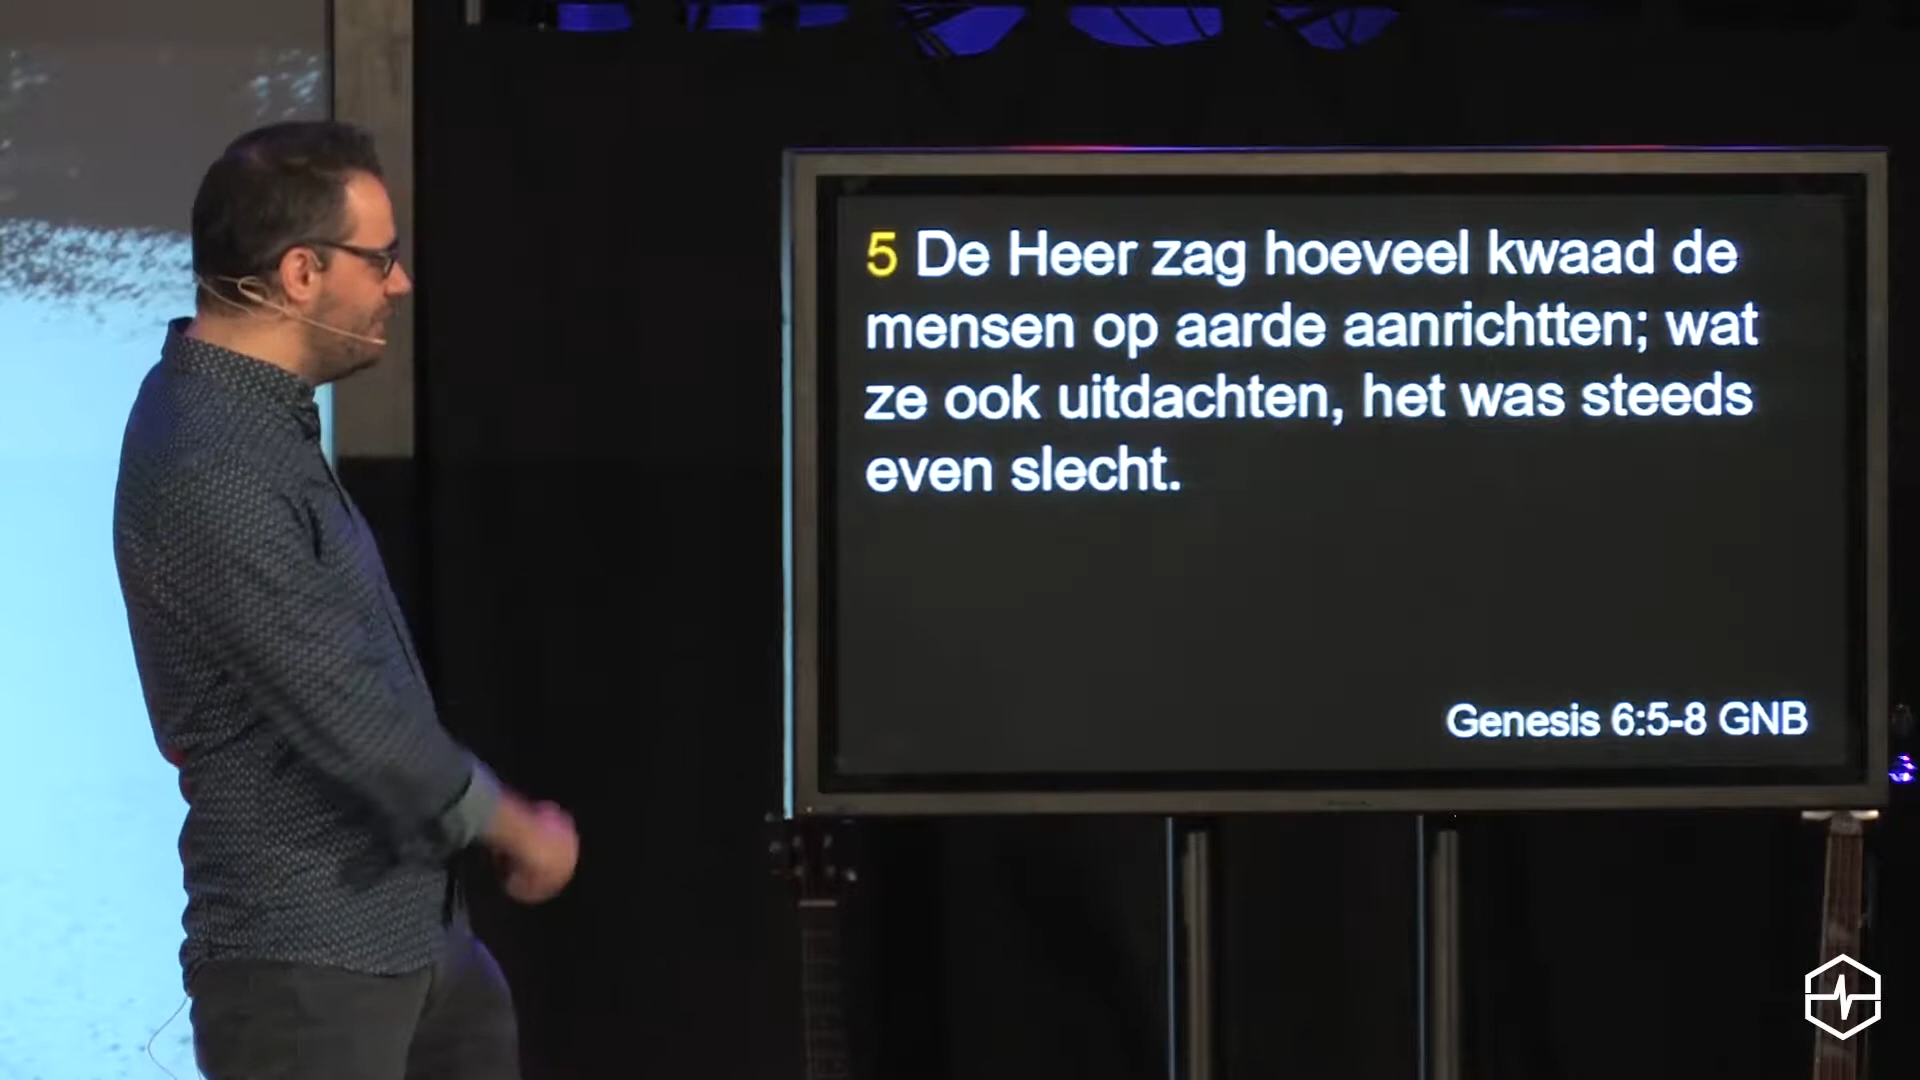 5 De Heer zag hoeveel kwaad de
mensen op aarde aanrichtten; wat
ze ook uitdachten, het was steeds
even slecht.
Genesis 6:5-8 GNB